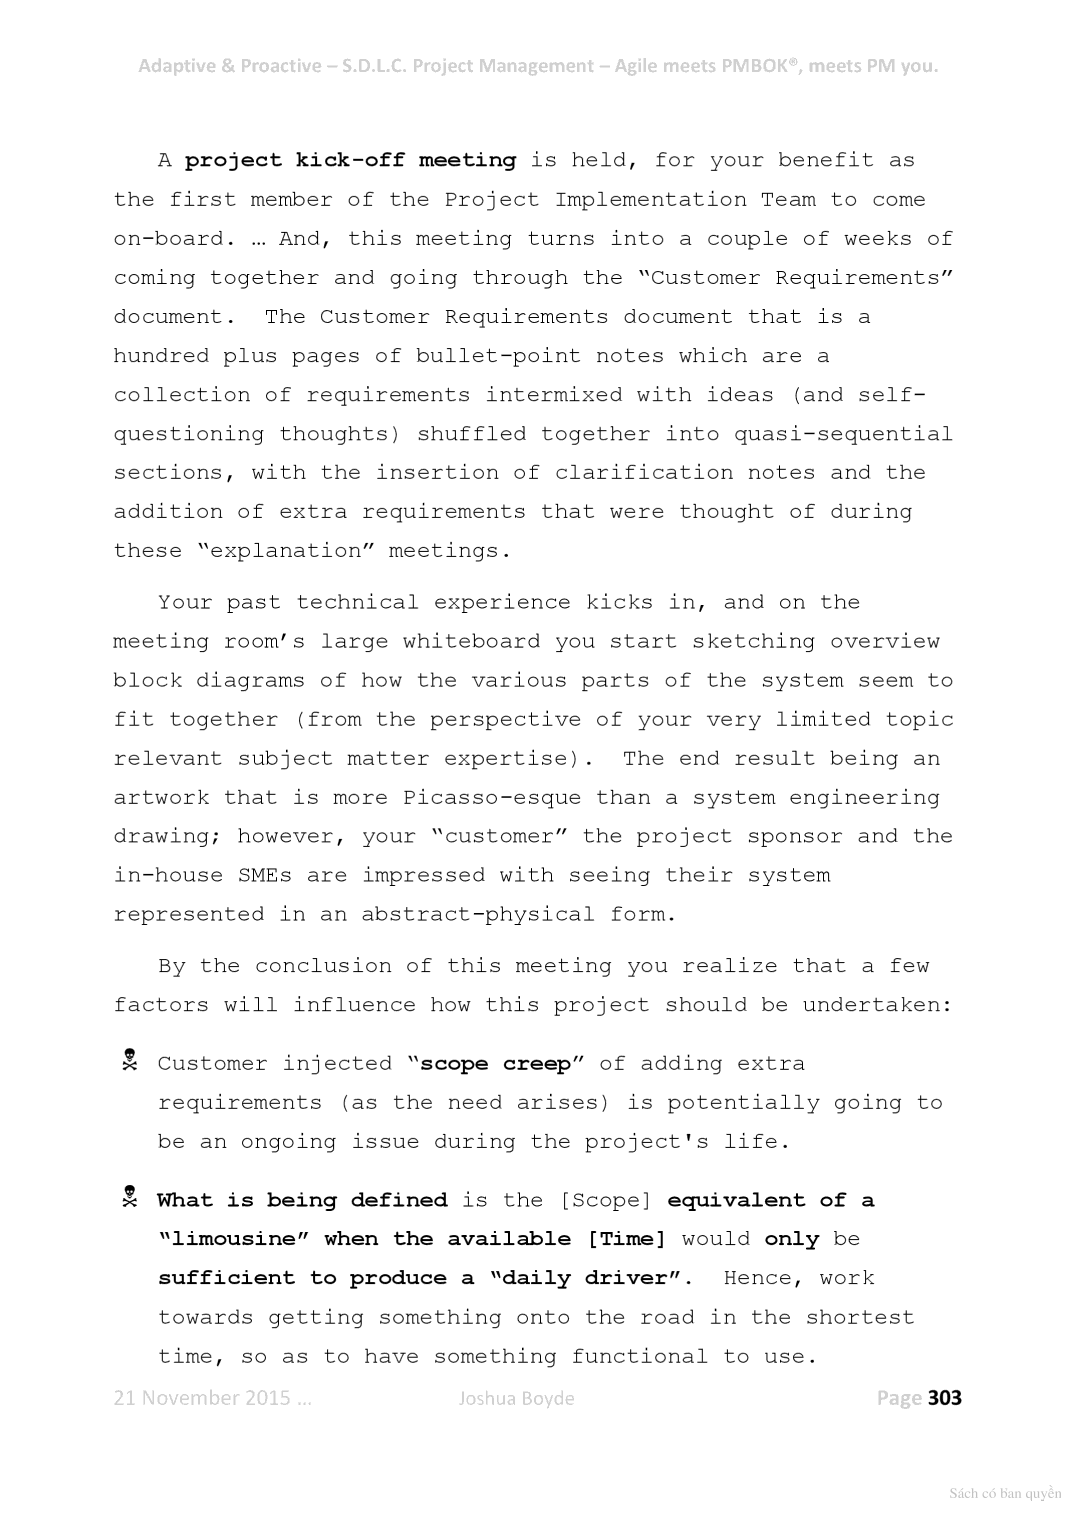 Adaptive & Proactive – S.D.L.C. Project Management – Agile meets PMBOK®, meets PM you.
A project kick-off meeting is held, for your benefit as
the first member of the Project Implementation Team to come
on-board. … And, this meeting turns into a couple of weeks of
coming together and going through the “Customer Requirements”
document.  The Customer Requirements document that is a
hundred plus pages of bullet-point notes which are a
collection of requirements intermixed with ideas (and self-
questioning thoughts) shuffled together into quasi-sequential
sections, with the insertion of clarification notes and the
addition of extra requirements that were thought of during
these “explanation” meetings.
Your past technical experience kicks in, and on the
meeting room’s large whiteboard you start sketching overview
block diagrams of how the various parts of the system seem to
fit together (from the perspective of your very limited topic
relevant subject matter expertise).  The end result being an
artwork that is more Picasso-esque than a system engineering
drawing; however, your “customer” the project sponsor and the
in-house SMEs are impressed with seeing their system
represented in an abstract-physical form.
By the conclusion of this meeting you realize that a few
factors will influence how this project should be undertaken:
☠ Customer injected “scope creep” of adding extra
requirements (as the need arises) is potentially going to
be an ongoing issue during the project's life.
☠ What is being defined is the [Scope] equivalent of a
“limousine” when the available [Time] would only be
sufficient to produce a “daily driver”.  Hence, work
towards getting something onto the road in the shortest
time, so as to have something functional to use.
21 November 2015 … Joshua Boyde Page 303
Sách có bản quyền